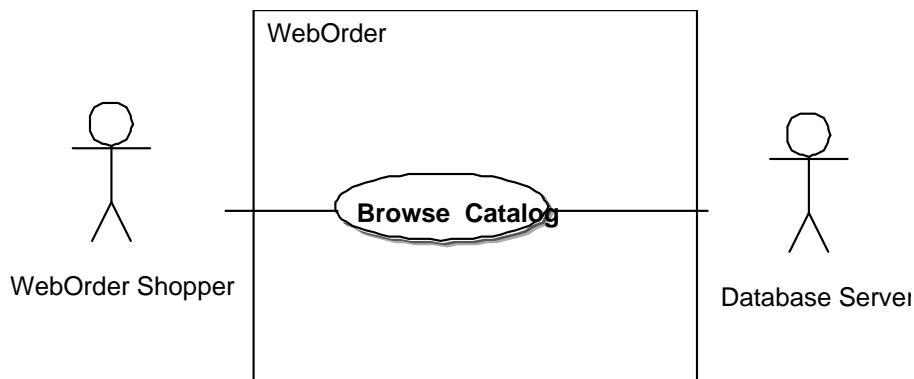 WebOrder
Browse Catalog
WebOrder Shopper
Database Server